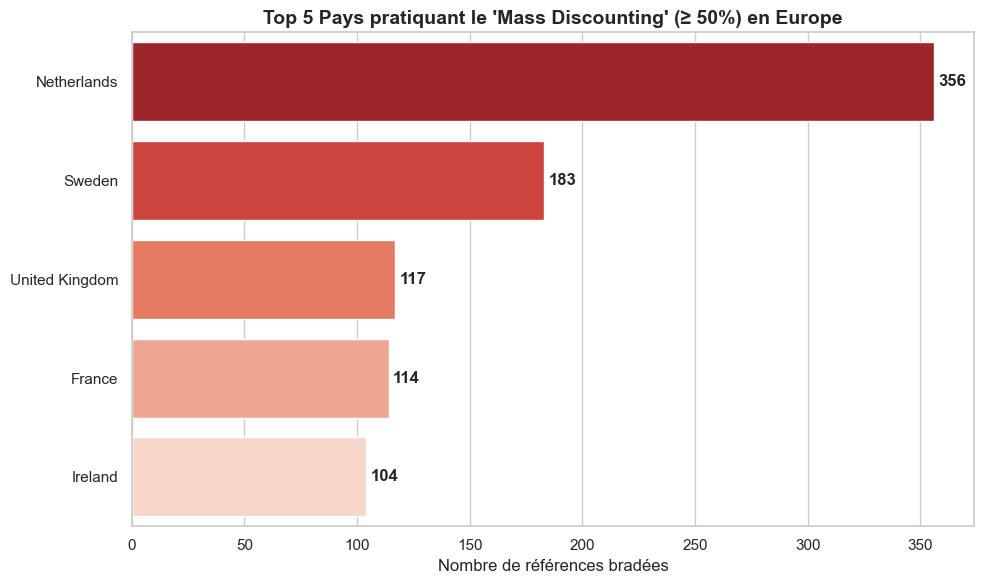 Top 5 Pays pratiquant le 'Mass Discounting' (≥ 50%) en Europe
Netherlands
356
Sweden
183
United Kingdom
117
France
114
Ireland
104
0 50 100 150 200 250 300 350
Nombre de références bradées